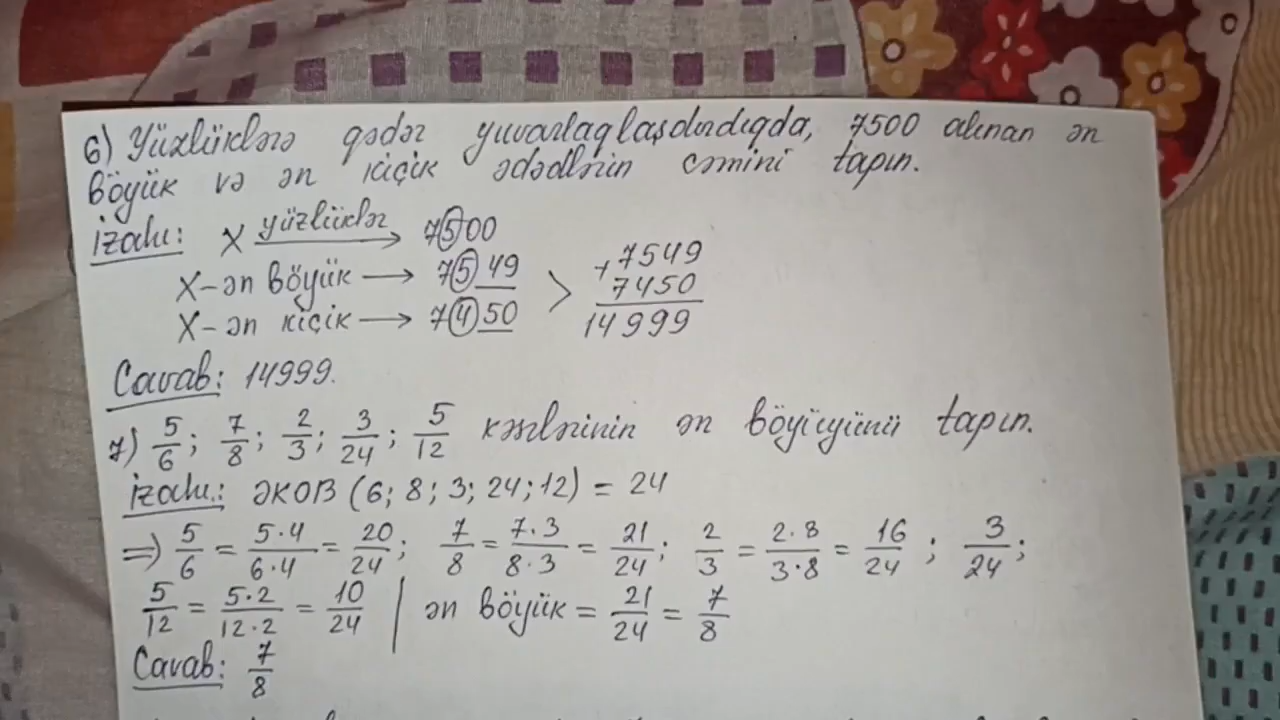 6) Yüzlüklərə qədər yuvarlaqlaşdırdıqda, 7500 alınan ən
böyük və ən kiçik ədədlərin cəmini tapın.
izahı: X yüzlüklər → 7500
X-ən böyük → 7549 > + 7549
X-ən kiçik → 7450 7450
14999
Cavab: 14999.
7) 5/6; 7/8; 2/3; 3/24; 5/12 kəsrlərinin ən böyüyünü tapın.
izahı: ƏKOB (6; 8; 3; 24; 12) = 24
=> 5/6 = 5·4/6·4 = 20/24; 7/8 = 7·3/8·3 = 21/24; 2/3 = 2·8/3·8 = 16/24; 3/24;
5/12 = 5·2/12·2 = 10/24 | ən böyük = 21/24 = 7/8
Cavab: 7/8